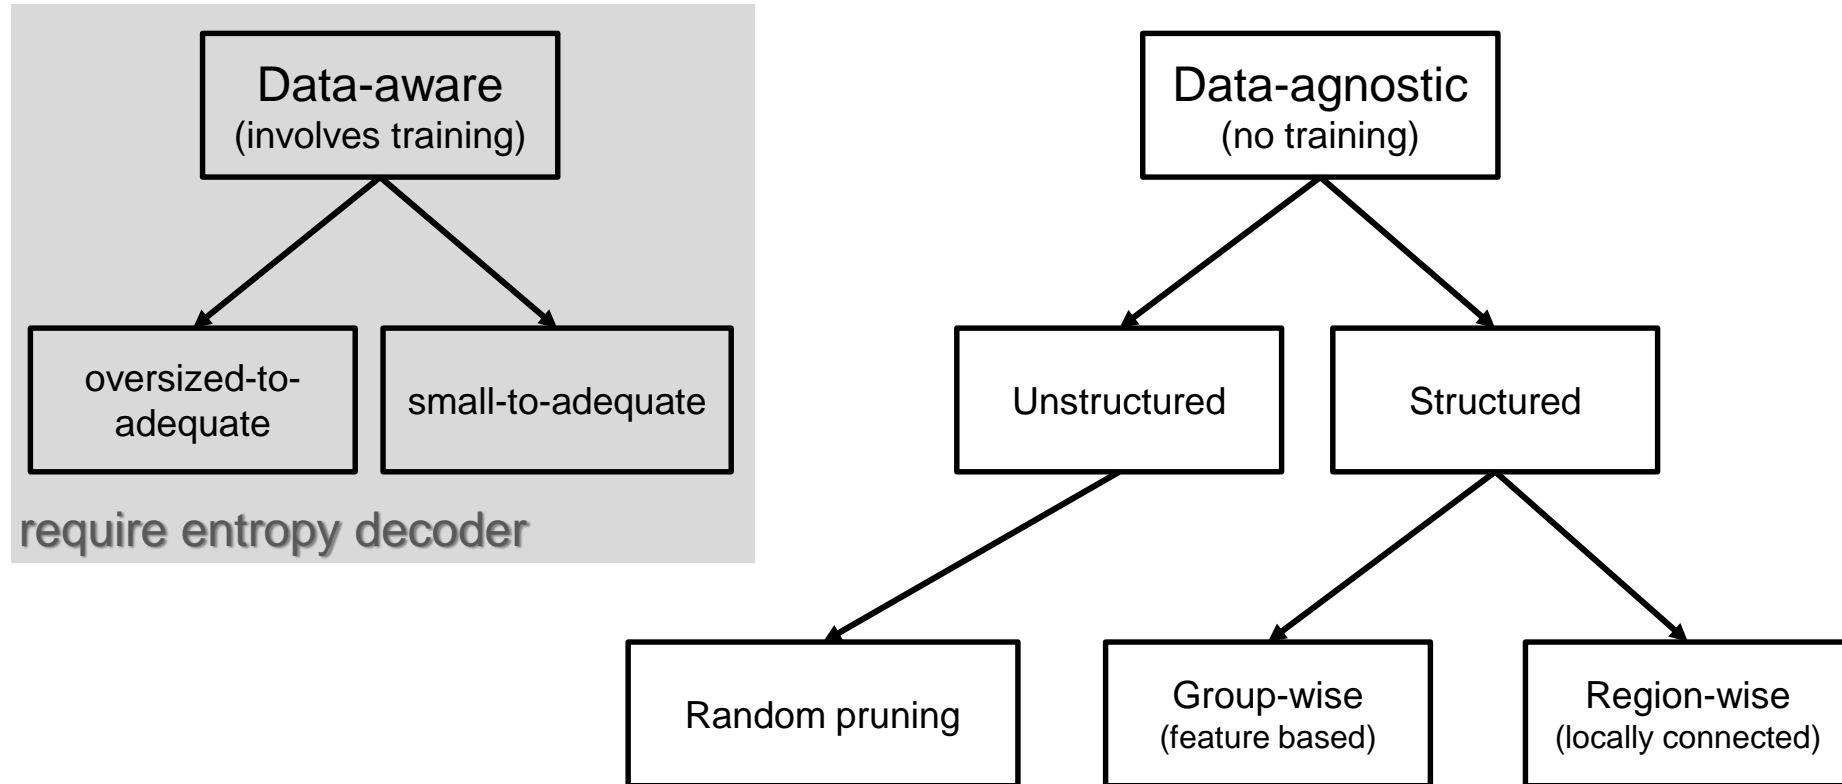 Data-aware
(involves training)
Data-agnostic
(no training)
oversized-to-
adequate
small-to-adequate
Unstructured
Structured
require entropy decoder
Random pruning
Group-wise
(feature based)
Region-wise
(locally connected)